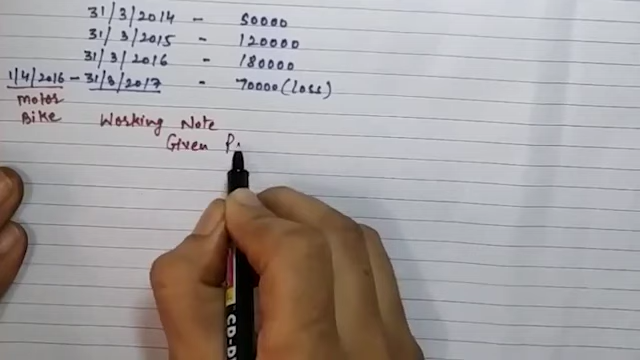 31/3/2014 - 50000
31/3/2015 - 120000
31/3/2016 - 180000
1/4/2016 - 31/3/2017 - 70000 (loss)
Motor
Bike Working Note
Given P
CD-D